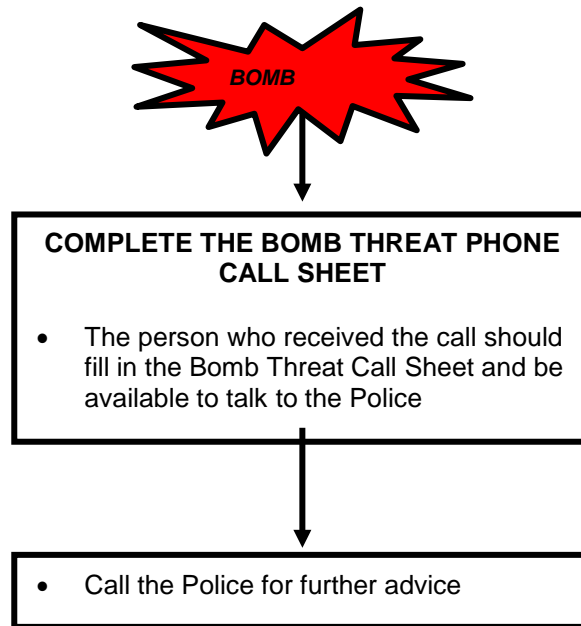 BOMB
COMPLETE THE BOMB THREAT PHONE
CALL SHEET
• The person who received the call should
fill in the Bomb Threat Call Sheet and be
available to talk to the Police
• Call the Police for further advice